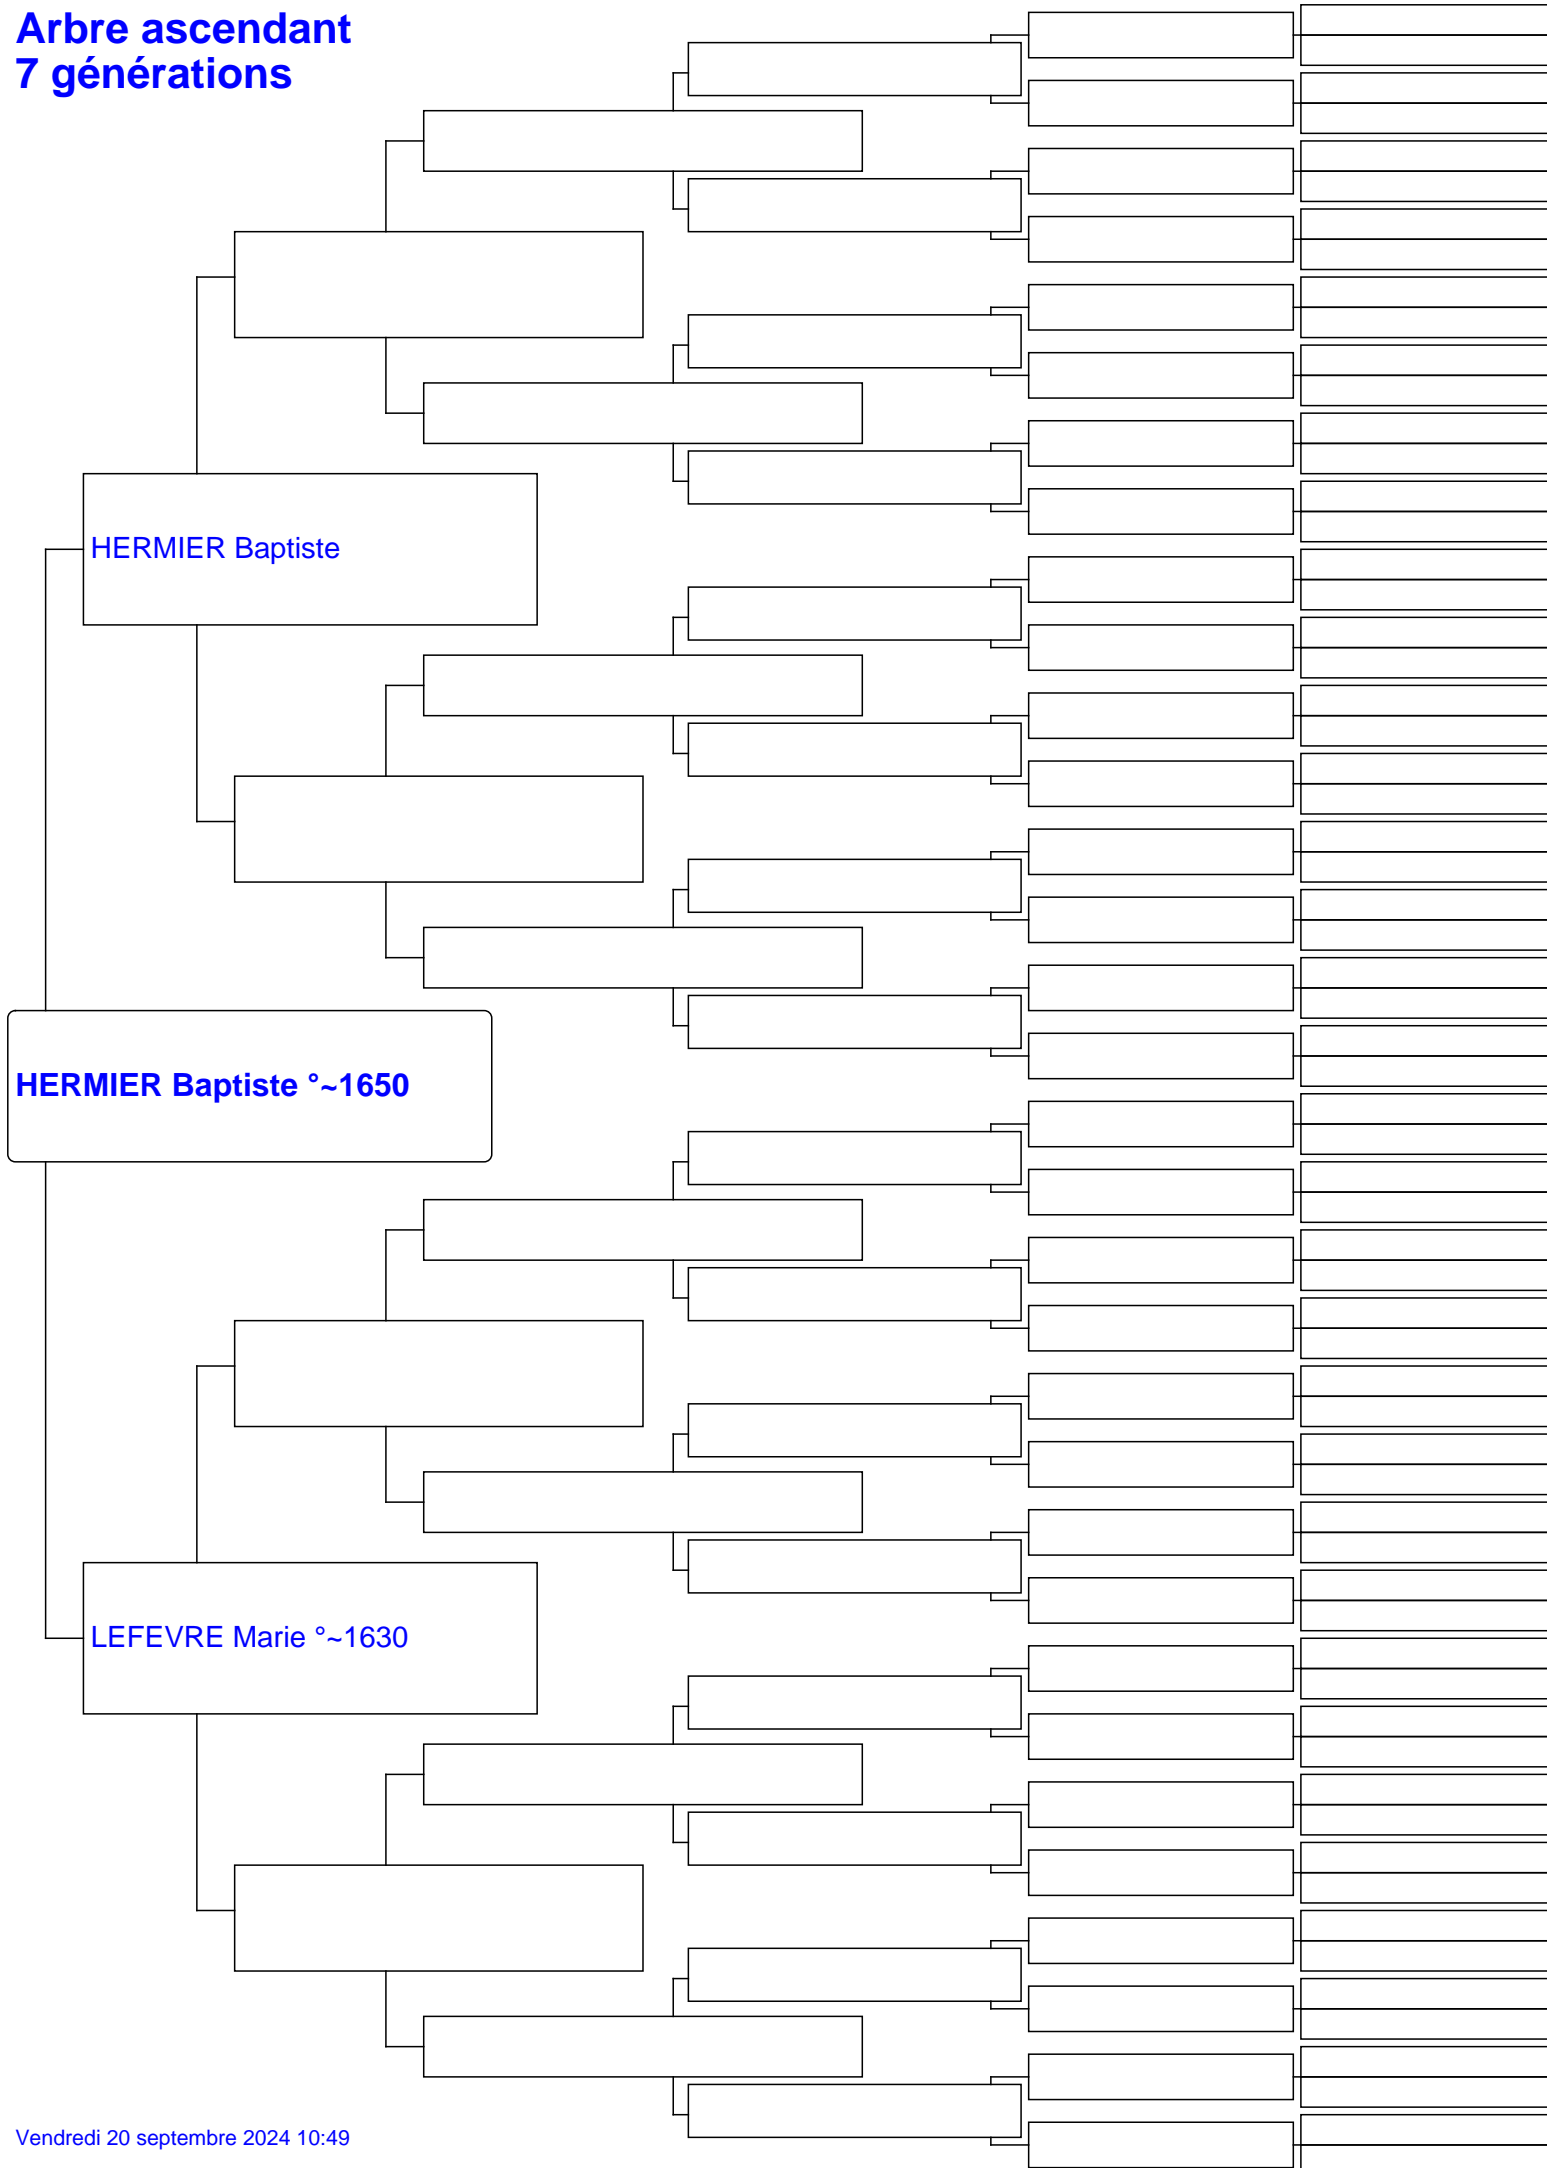 Arbre ascendant
7 générations
HERMIER Baptiste
HERMIER Baptiste °~1650
LEFEVRE Marie °~1630
Vendredi 20 septembre 2024 10:49